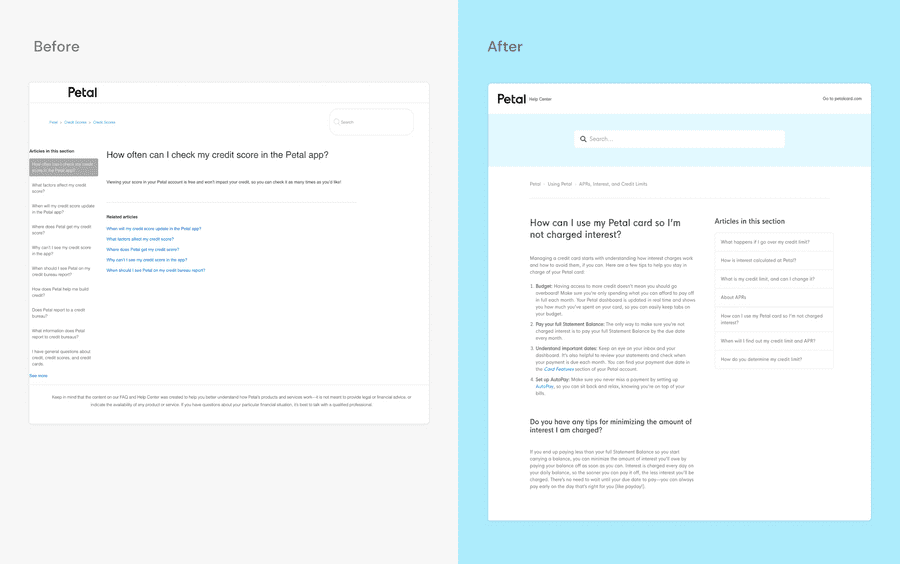 Before
Petal
Petal > Credit Scores > Credit Scores
Search
Articles in this section:
How often can I check my credit
score in the Petal app?
What factors affect my credit
score?
When will my credit score update
in the Petal app?
Where does Petal get my credit
score?
Why can't I see my credit score
in the app?
When should I see Petal on my
credit bureau report?
How does Petal help me build
credit?
Does Petal report to a credit
bureau?
What information does Petal
report to credit bureaus?
I have general questions about
credit, credit scores, and credit
cards.
See more
How often can I check my credit score in the Petal app?
Viewing your score in your Petal account is free and won't impact your credit, so you can check it as many times as you'd like!
Related articles
When will my credit score update in the Petal app?
What factors affect my credit score?
Where does Petal get my credit score?
Why can't I see my credit score in the app?
When should I see Petal on my credit bureau report?
Keep in mind that the content on our FAQ and Help Center was created to help you better understand how Petal's products and services work– it is not meant to provide legal or financial advice, or
indicate the availability of any product or service. If you have questions about your particular financial situation, it's best to talk with a qualified professional.
After
Petal Help Center
Go to petalcard.com
Search...
Petal > Using Petal > APRs, Interest, and Credit Limits
How can I use my Petal card so I'm
not charged interest?
Managing a credit card starts with understanding how interest charges work
and how to avoid them, if you can. Here are a few tips to help you stay in
charge of your Petal card:
1. Budget: Having access to more credit doesn't mean you should go
overboard! Make sure you're only spending what you can afford to pay off
in full each month. Your Petal dashboard is updated in real time and shows
you how much you've spent on your card, so you can easily keep tabs on
your budget.
2. Pay your full Statement Balance: The only way to make sure you're not
charged interest is to pay your full Statement Balance by the due date
every month.
3. Understand important dates: Keep an eye on your inbox and your
dashboard. It's also helpful to review your statements and check when
your payment is due each month. You can find your payment due date in
the Card Features section of your Petal account.
4. Set up AutoPay: Make sure you never miss a payment by setting up
AutoPay, so you can sit back and relax, knowing you're on top of your
bills.
Do you have any tips for minimizing the amount of
interest I am charged?
If you end up paying less than your full Statement Balance so you start
carrying a balance, you can minimize the amount of interest you'll owe by
paying your balance off as soon as you can. Interest is charged every day on
your daily balance, so the sooner you can pay it off, the less interest you'll be
charged. There's no need to wait until your due date to pay—you can always
pay early on the day that's right for you (like payday!).
Articles in this section
What happens if I go over my credit limit?
How is interest calculated at Petal?
What is my credit limit, and can I change it?
About APRs
How can I use my Petal card so I'm not charged
interest?
When will I find out my credit limit and APR?
How do you determine my credit limit?